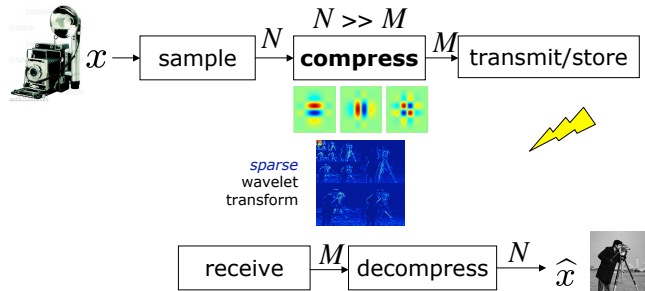 N >> M
x
sample
N
compress
M
transmit/store
sparse
wavelet
transform
receive
M
decompress
N
x̂